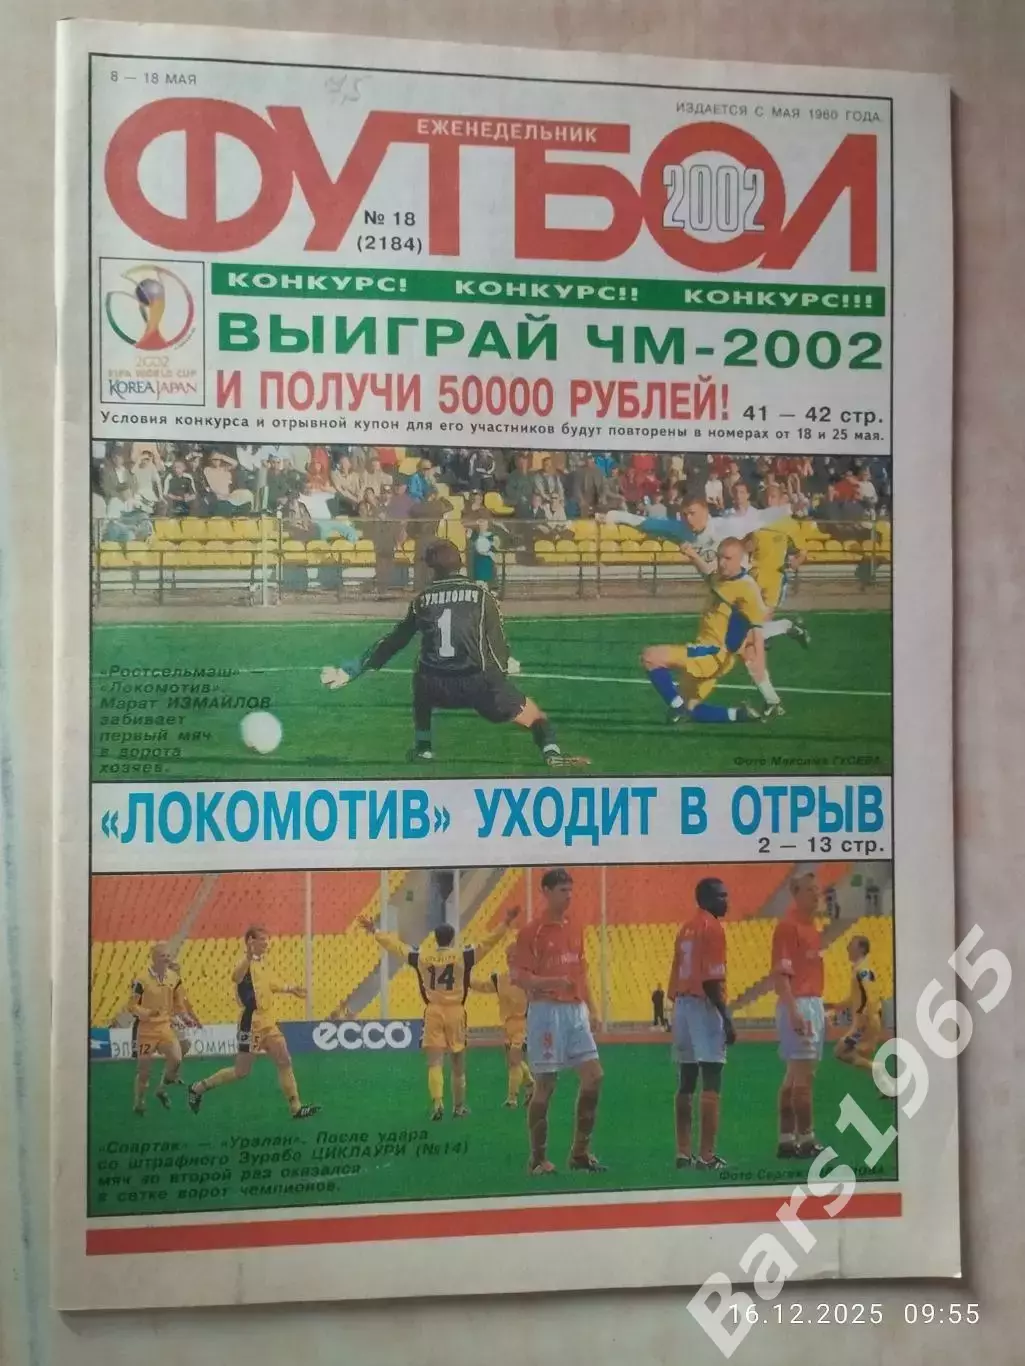 8 – 18 МАЯ
ИЗДАЕТСЯ С МАЯ 1960 ГОДА
ЕЖЕНЕДЕЛЬНИК
ФУТБОЛ
2002
№ 18
(2184)
КОНКУРС! КОНКУРС!! КОНКУРС!!!
ВЫИГРАЙ ЧМ-2002
2002
FIFA WORLD CUP
KOREA JAPAN
И ПОЛУЧИ 50000 РУБЛЕЙ! 41 — 42 стр.
Условия конкурса и отрывной купон для его участников будут повторены в номерах от 18 и 25 мая.
1
«Ростсельмаш» —
«Локомотив».
Марат ИЗМАЙЛОВ
забивает
первый мяч
в ворота
хозяев.
Фото Максима ГУСЕВА
«ЛОКОМОТИВ» УХОДИТ В ОТРЫВ
2 — 13 стр.
14
12
ecco
«Спартак» — «Уралан». После удара
со штрафного Зураба ЦИКЛАУРИ (№14)
мяч во второй раз оказался
в сетке ворот чемпионов.
Фото Сергея
Bars1965
16.12.2025 09:55